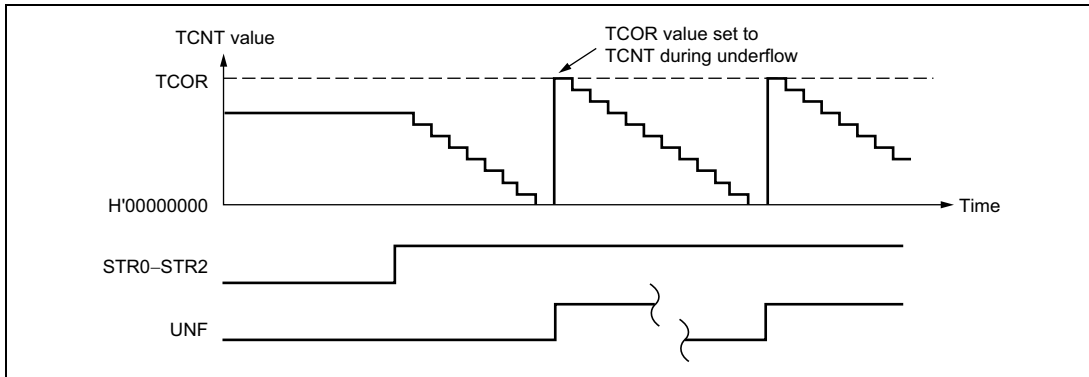 TCNT value
TCOR value set to
TCNT during underflow
TCOR
H'00000000
Time
STR0–STR2
UNF